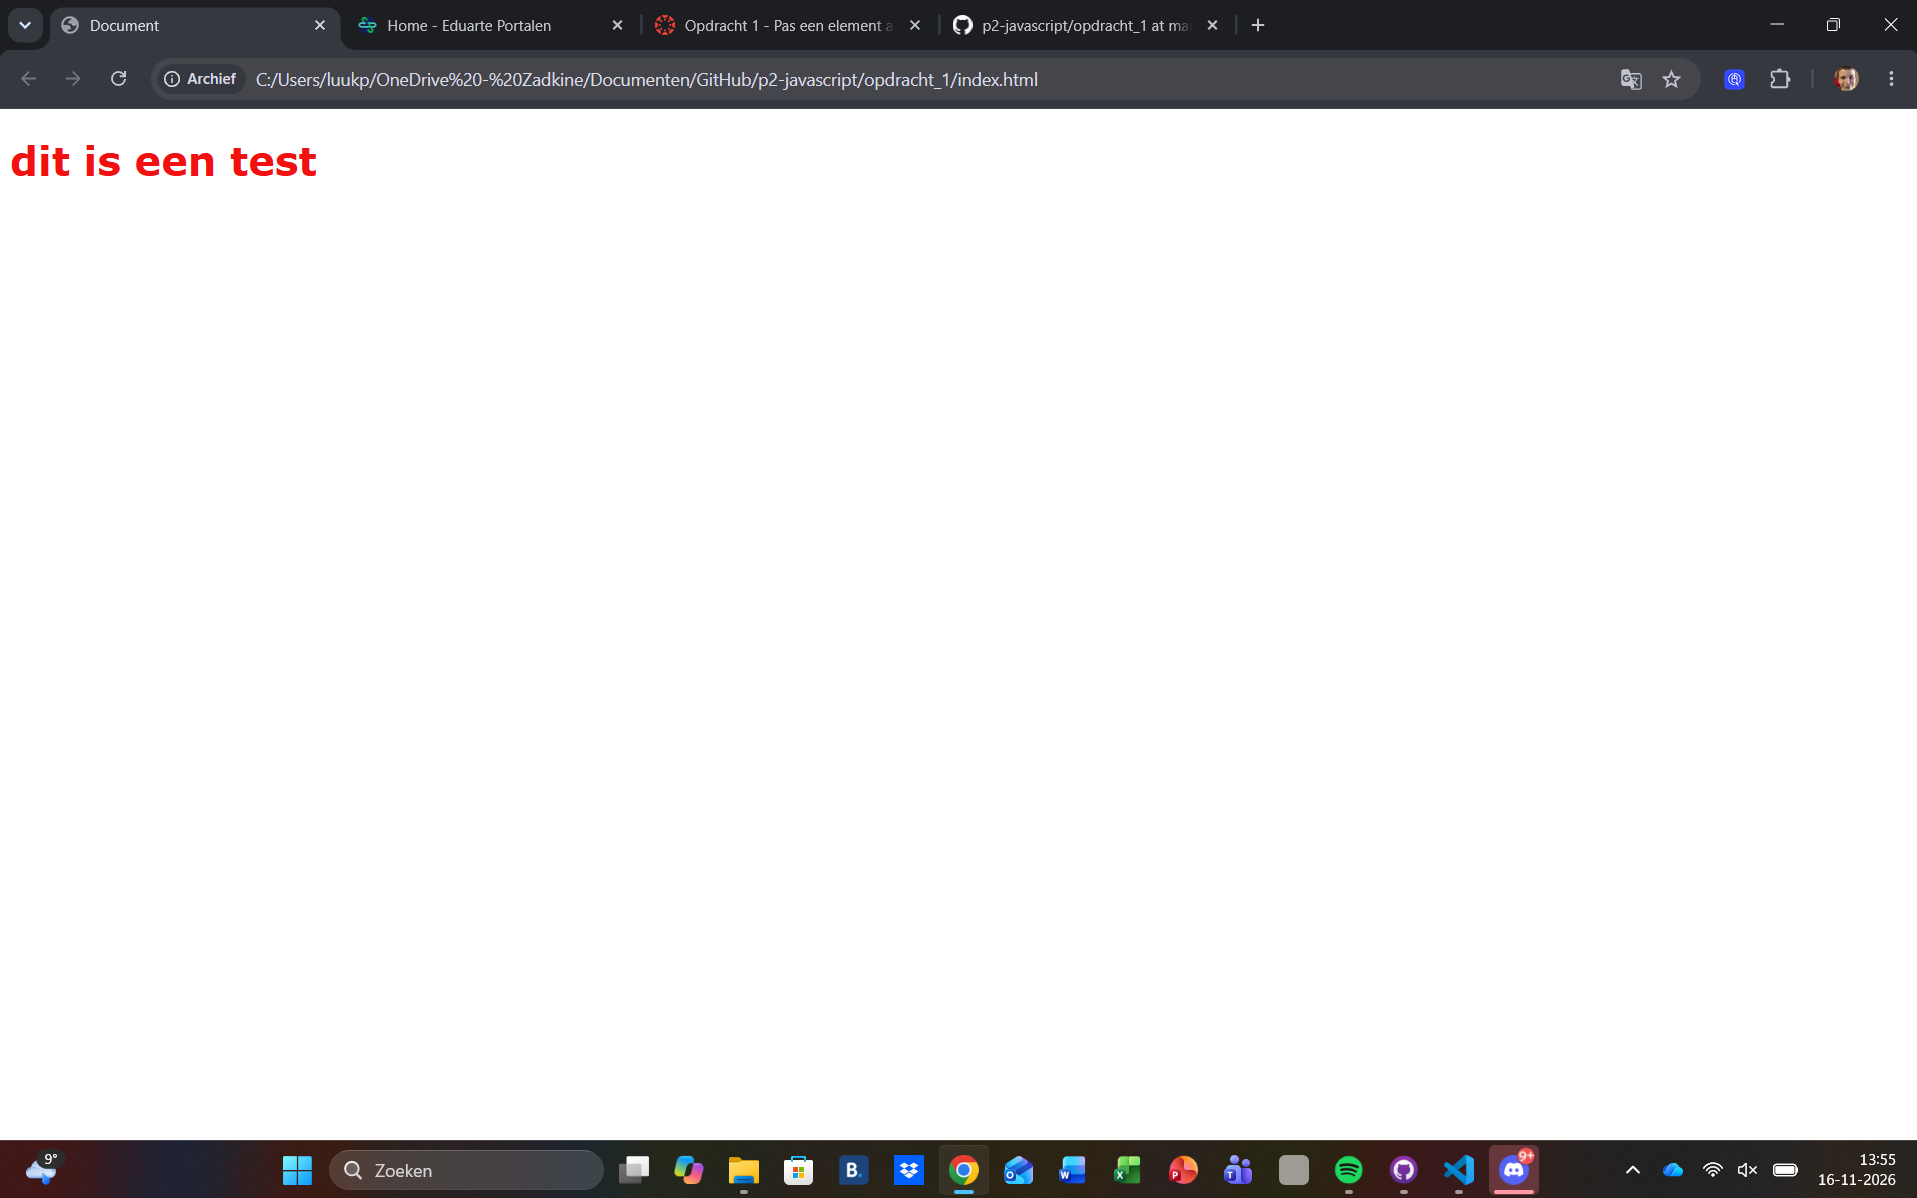 Document
Home - Eduarte Portalen
Opdracht 1 - Pas een element a
p2-javascript/opdracht_1 at ma
Archief
C:/Users/luukp/OneDrive%20-%20Zadkine/Documenten/GitHub/p2-javascript/opdracht_1/index.html
dit is een test
9°
Zoeken
B.
9+
13:55
16-11-2026